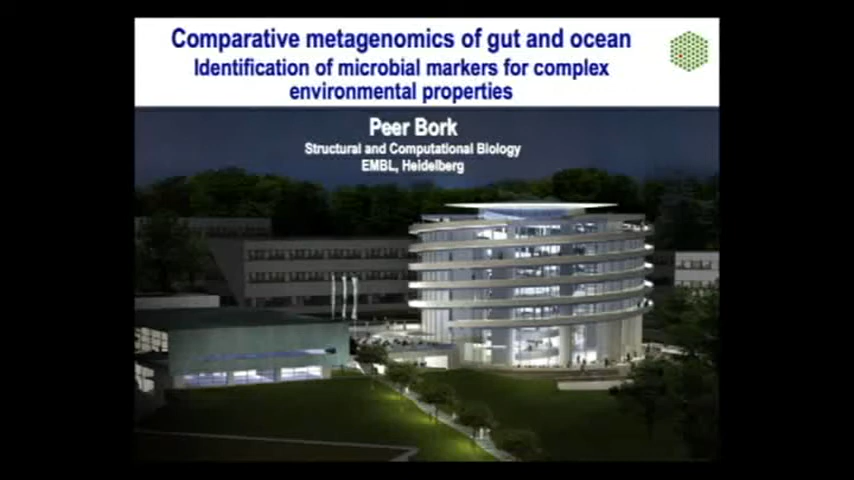 Comparative metagenomics of gut and ocean
Identification of microbial markers for complex
environmental properties
Peer Bork
Structural and Computational Biology
EMBL, Heidelberg